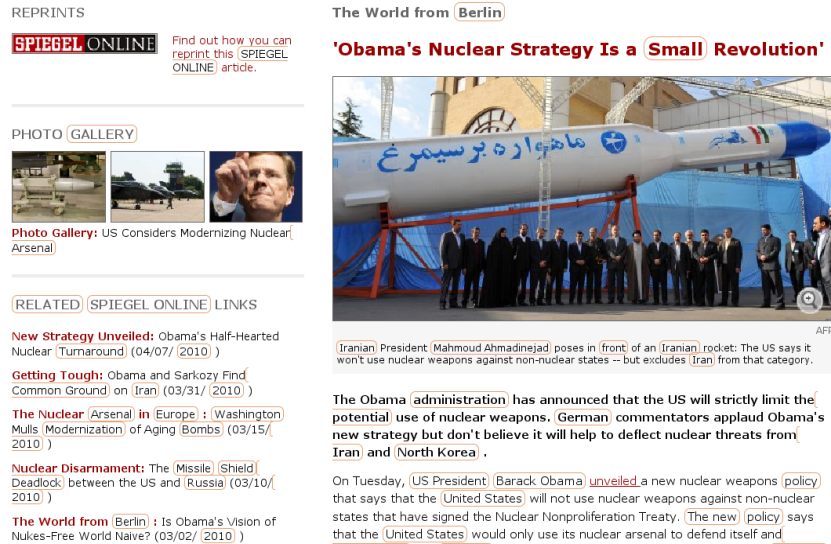 REPRINTS
SPIEGEL ONLINE
Find out how you can
reprint this SPIEGEL
ONLINE article.
PHOTO GALLERY
Photo Gallery: US Considers Modernizing Nuclear
Arsenal
RELATED SPIEGEL ONLINE LINKS
New Strategy Unveiled: Obama's Half-Hearted
Nuclear Turnaround (04/07/ 2010 )
Getting Tough: Obama and Sarkozy Find
Common Ground on Iran (03/31/ 2010 )
The Nuclear Arsenal in Europe : Washington
Mulls Modernization of Aging Bombs (03/15/
2010 )
Nuclear Disarmament: The Missile Shield
Deadlock between the US and Russia (03/10/
2010 )
The World from Berlin : Is Obama's Vision of
Nukes-Free World Naive? (03/02/ 2010 )
The World from Berlin
'Obama's Nuclear Strategy Is a Small Revolution'
ماهواره بر سیمرغ
AFP
Iranian President Mahmoud Ahmadinejad poses in front of an Iranian rocket: The US says it
won't use nuclear weapons against non-nuclear states -- but excludes Iran from that category.
The Obama administration has announced that the US will strictly limit the
potential use of nuclear weapons. German commentators applaud Obama's
new strategy but don't believe it will help to deflect nuclear threats from
Iran and North Korea .
On Tuesday, US President Barack Obama unveiled a new nuclear weapons policy
that says that the United States will not use nuclear weapons against non-nuclear
states that have signed the Nuclear Nonproliferation Treaty. The new policy says
that the United States would only use its nuclear arsenal to defend itself and